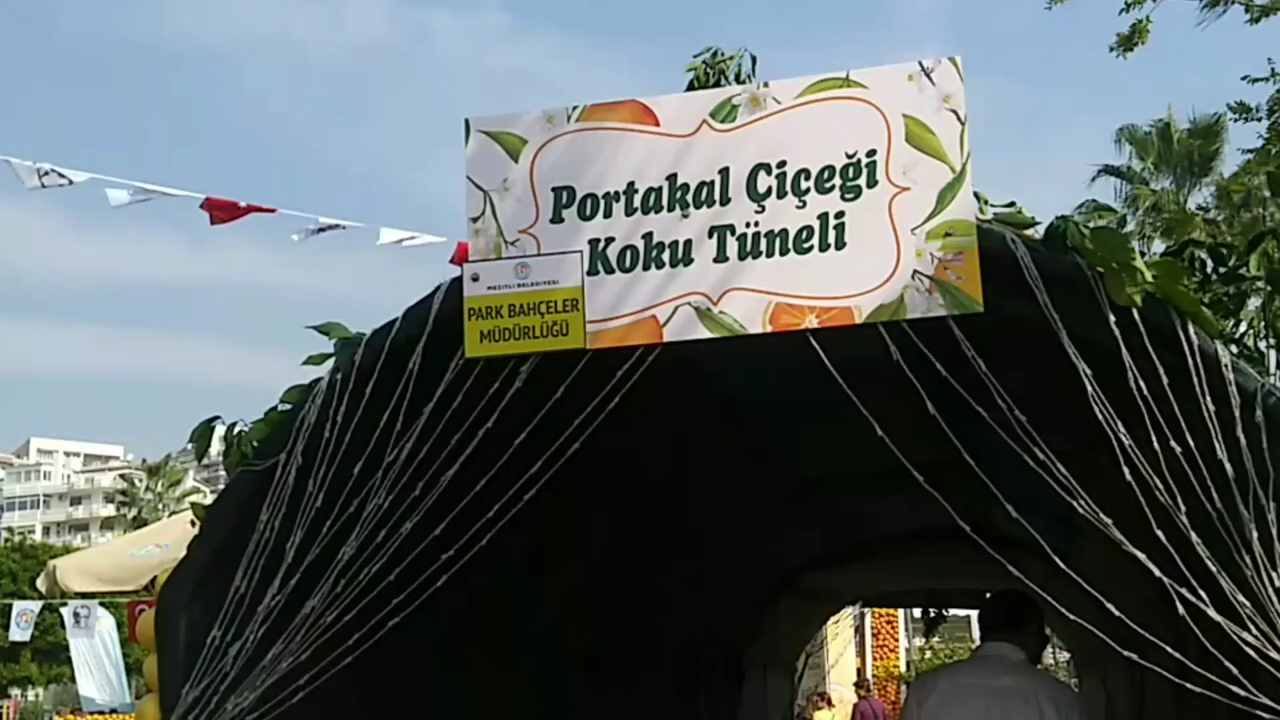 Portakal Çiçeği
Koku Tüneli
MEZİTLİ BELEDİYESİ
PARK BAHÇELER
MÜDÜRLÜĞÜ